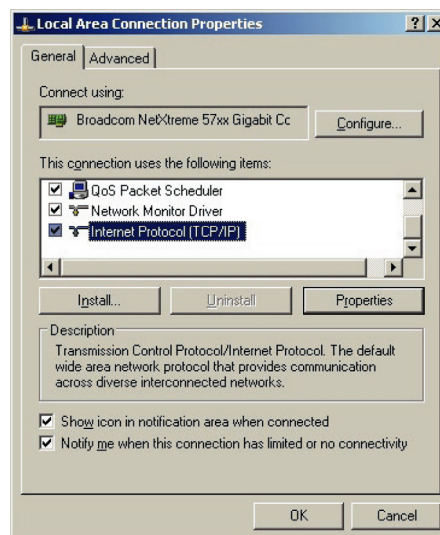 Local Area Connection Properties
General Advanced
Connect using:
Broadcom NetXtreme 57xx Gigabit Cc
Configure...
This connection uses the following items:
QoS Packet Scheduler
Network Monitor Driver
Internet Protocol (TCP/IP)
Install... Uninstall Properties
Description
Transmission Control Protocol/Internet Protocol. The default
wide area network protocol that provides communication
across diverse interconnected networks.
Show icon in notification area when connected
Notify me when this connection has limited or no connectivity
OK Cancel